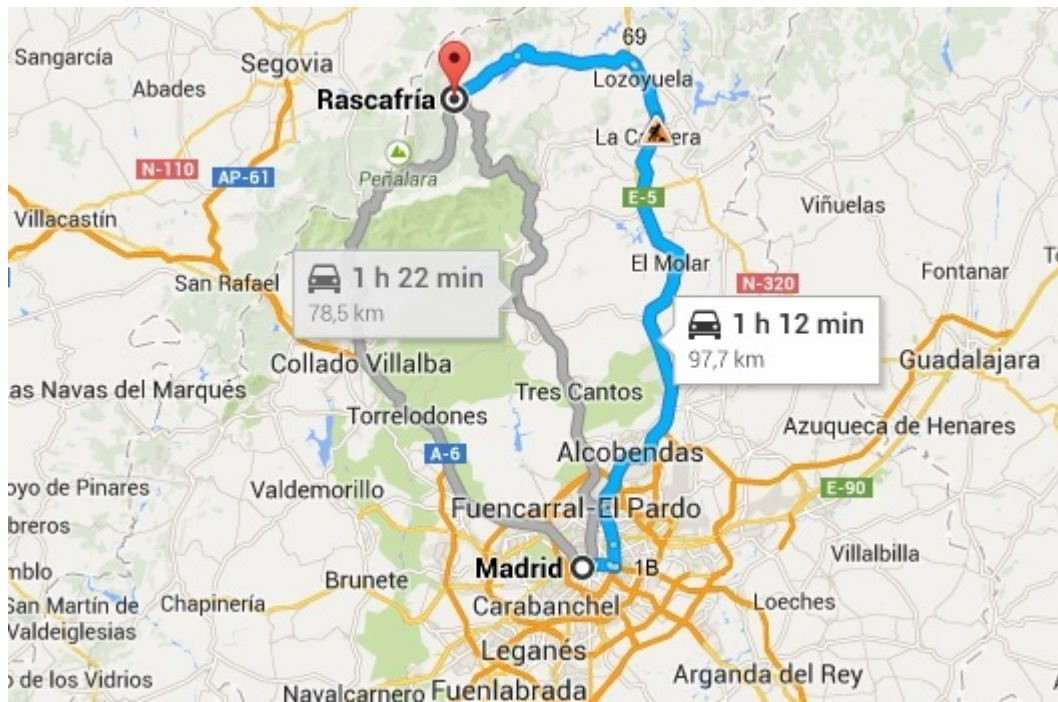 69
Sangarcía
Segovia
Abades
Lozoyuela
Rascafría
N-110
AP-61
Peñalara
E-5
Villacastín
Viñuelas
El Molar
Fontanar
San Rafael
N-320
1 h 22 min
78,5 km
1 h 12 min
97,7 km
Collado Villalba
Guadalajara
as Navas del Marqués
Tres Cantos
Torrelodones
Azuqueca de Henares
A-6
Alcobendas
oyo de Pinares
Valdemorillo
E-90
Fuencarral-El Pardo
breros
Villalbilla
mblo
Brunete
Madrid
1B
San Martín de
Valdeiglesias
Chapinería
Carabanchel
Loeches
Leganés
o de los Vidrios
Arganda del Rey
Navalcarnero
Fuenlabrada